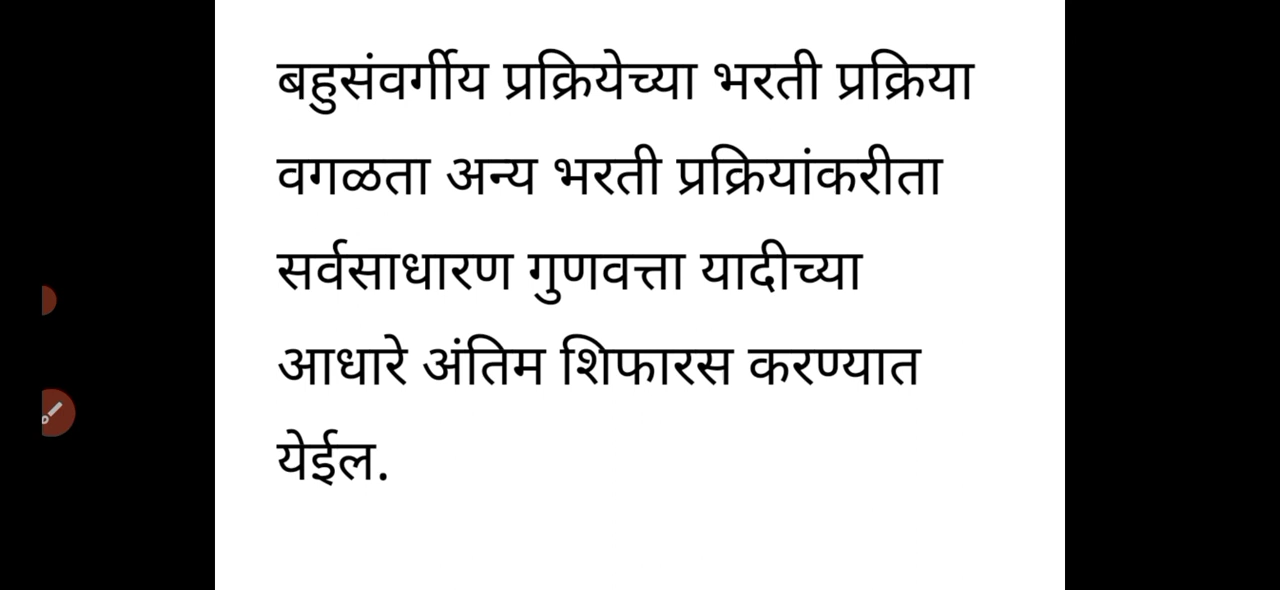 बहुसंवर्गीय प्रक्रियेच्या भरती प्रक्रिया
वगळता अन्य भरती प्रक्रियांकरीता
सर्वसाधारण गुणवत्ता यादीच्या
आधारे अंतिम शिफारस करण्यात
येईल.